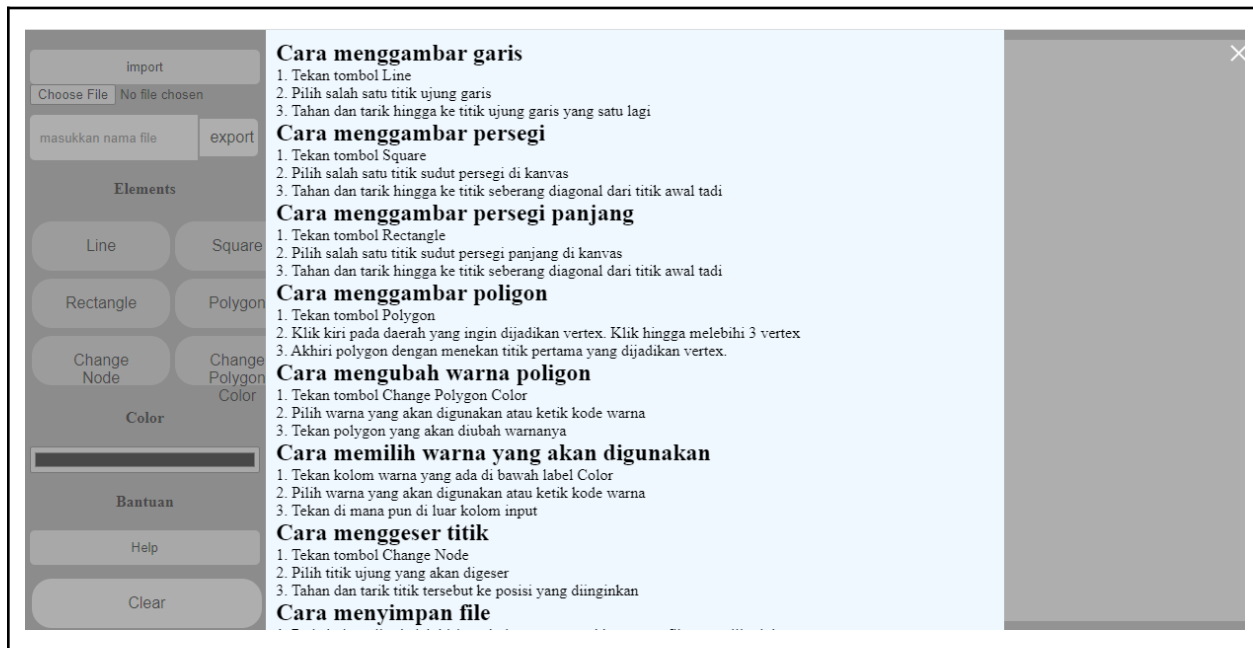 import
Choose File No file chosen
masukkan nama file export
Elements
Line Square
Rectangle Polygon
Change Node
Change Polygon Color
Color
Bantuan
Help
Clear
Cara menggambar garis
1. Tekan tombol Line
2. Pilih salah satu titik ujung garis
3. Tahan dan tarik hingga ke titik ujung garis yang satu lagi
Cara menggambar persegi
1. Tekan tombol Square
2. Pilih salah satu titik sudut persegi di kanvas
3. Tahan dan tarik hingga ke titik seberang diagonal dari titik awal tadi
Cara menggambar persegi panjang
1. Tekan tombol Rectangle
2. Pilih salah satu titik sudut persegi panjang di kanvas
3. Tahan dan tarik hingga ke titik seberang diagonal dari titik awal tadi
Cara menggambar poligon
1. Tekan tombol Polygon
2. Klik kiri pada daerah yang ingin dijadikan vertex. Klik hingga melebihi 3 vertex
3. Akhiri polygon dengan menekan titik pertama yang dijadikan vertex.
Cara mengubah warna poligon
1. Tekan tombol Change Polygon Color
2. Pilih warna yang akan digunakan atau ketik kode warna
3. Tekan polygon yang akan diubah warnanya
Cara memilih warna yang akan digunakan
1. Tekan kolom warna yang ada di bawah label Color
2. Pilih warna yang akan digunakan atau ketik kode warna
3. Tekan di mana pun di luar kolom input
Cara menggeser titik
1. Tekan tombol Change Node
2. Pilih titik ujung yang akan digeser
3. Tahan dan tarik titik tersebut ke posisi yang diinginkan
Cara menyimpan file